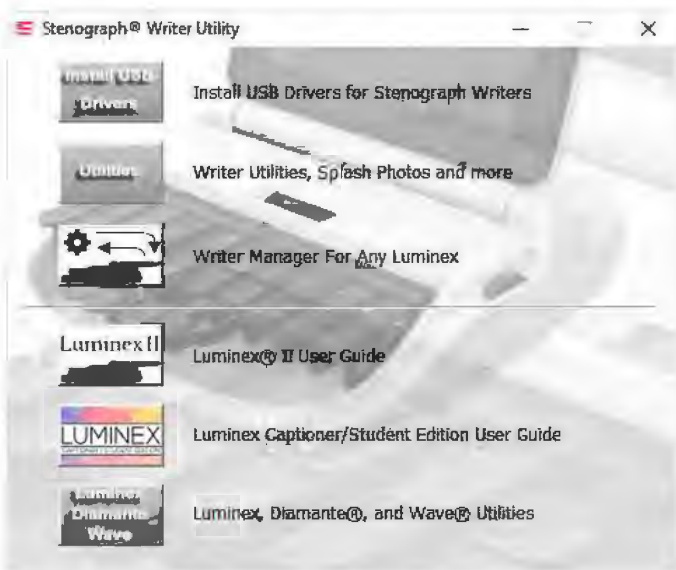 Stenograph® Writer Utility
Install USB
Drivers
Install USB Drivers for Stenograph Writers
Utilities
Writer Utilities, Splash Photos and more
Writer Manager For Any Luminex
Luminex II
Luminex® II User Guide
LUMINEX
Luminex Captioner/Student Edition User Guide
Luminex
Diamante
Wave
Luminex, Diamante®, and Wave® Utilities